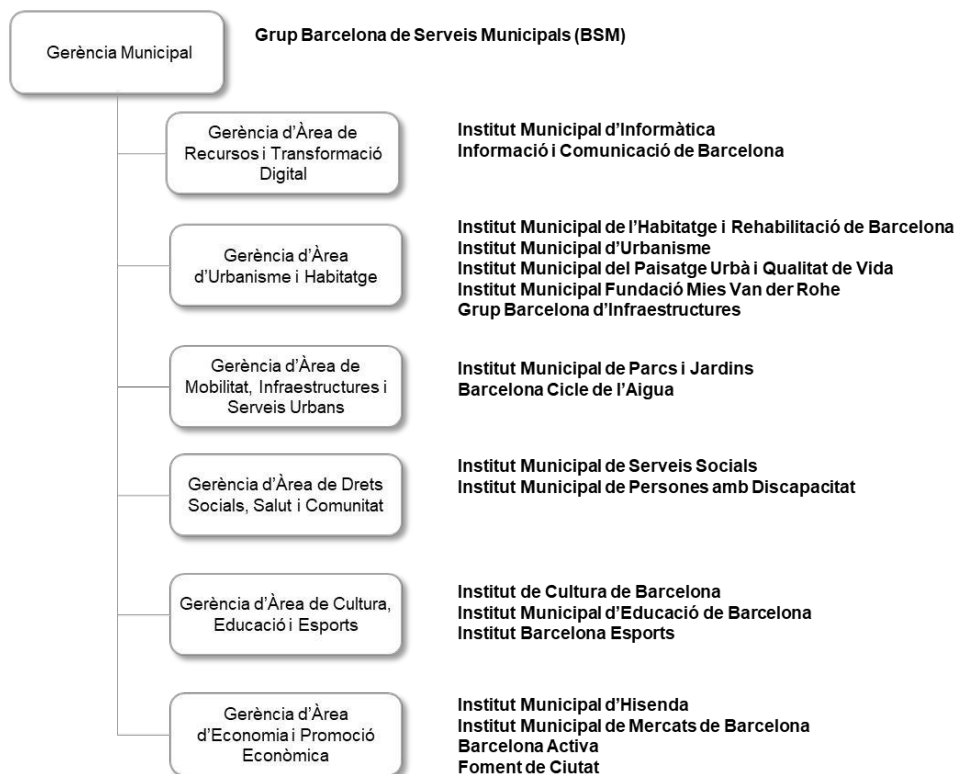 Gerència Municipal
Grup Barcelona de Serveis Municipals (BSM)
Gerència d’Àrea de
Recursos i Transformació
Digital
Institut Municipal d’Informàtica
Informació i Comunicació de Barcelona
Gerència d’Àrea
d’Urbanisme i Habitatge
Institut Municipal de l’Habitatge i Rehabilitació de Barcelona
Institut Municipal d’Urbanisme
Institut Municipal del Paisatge Urbà i Qualitat de Vida
Institut Municipal Fundació Mies Van der Rohe
Grup Barcelona d’Infraestructures
Gerència d’Àrea de
Mobilitat, Infraestructures i
Serveis Urbans
Institut Municipal de Parcs i Jardins
Barcelona Cicle de l’Aigua
Gerència d’Àrea de Drets
Socials, Salut i Comunitat
Institut Municipal de Serveis Socials
Institut Municipal de Persones amb Discapacitat
Gerència d’Àrea de Cultura,
Educació i Esports
Institut de Cultura de Barcelona
Institut Municipal d’Educació de Barcelona
Institut Barcelona Esports
Gerència d’Àrea
d’Economia i Promoció
Econòmica
Institut Municipal d’Hisenda
Institut Municipal de Mercats de Barcelona
Barcelona Activa
Foment de Ciutat